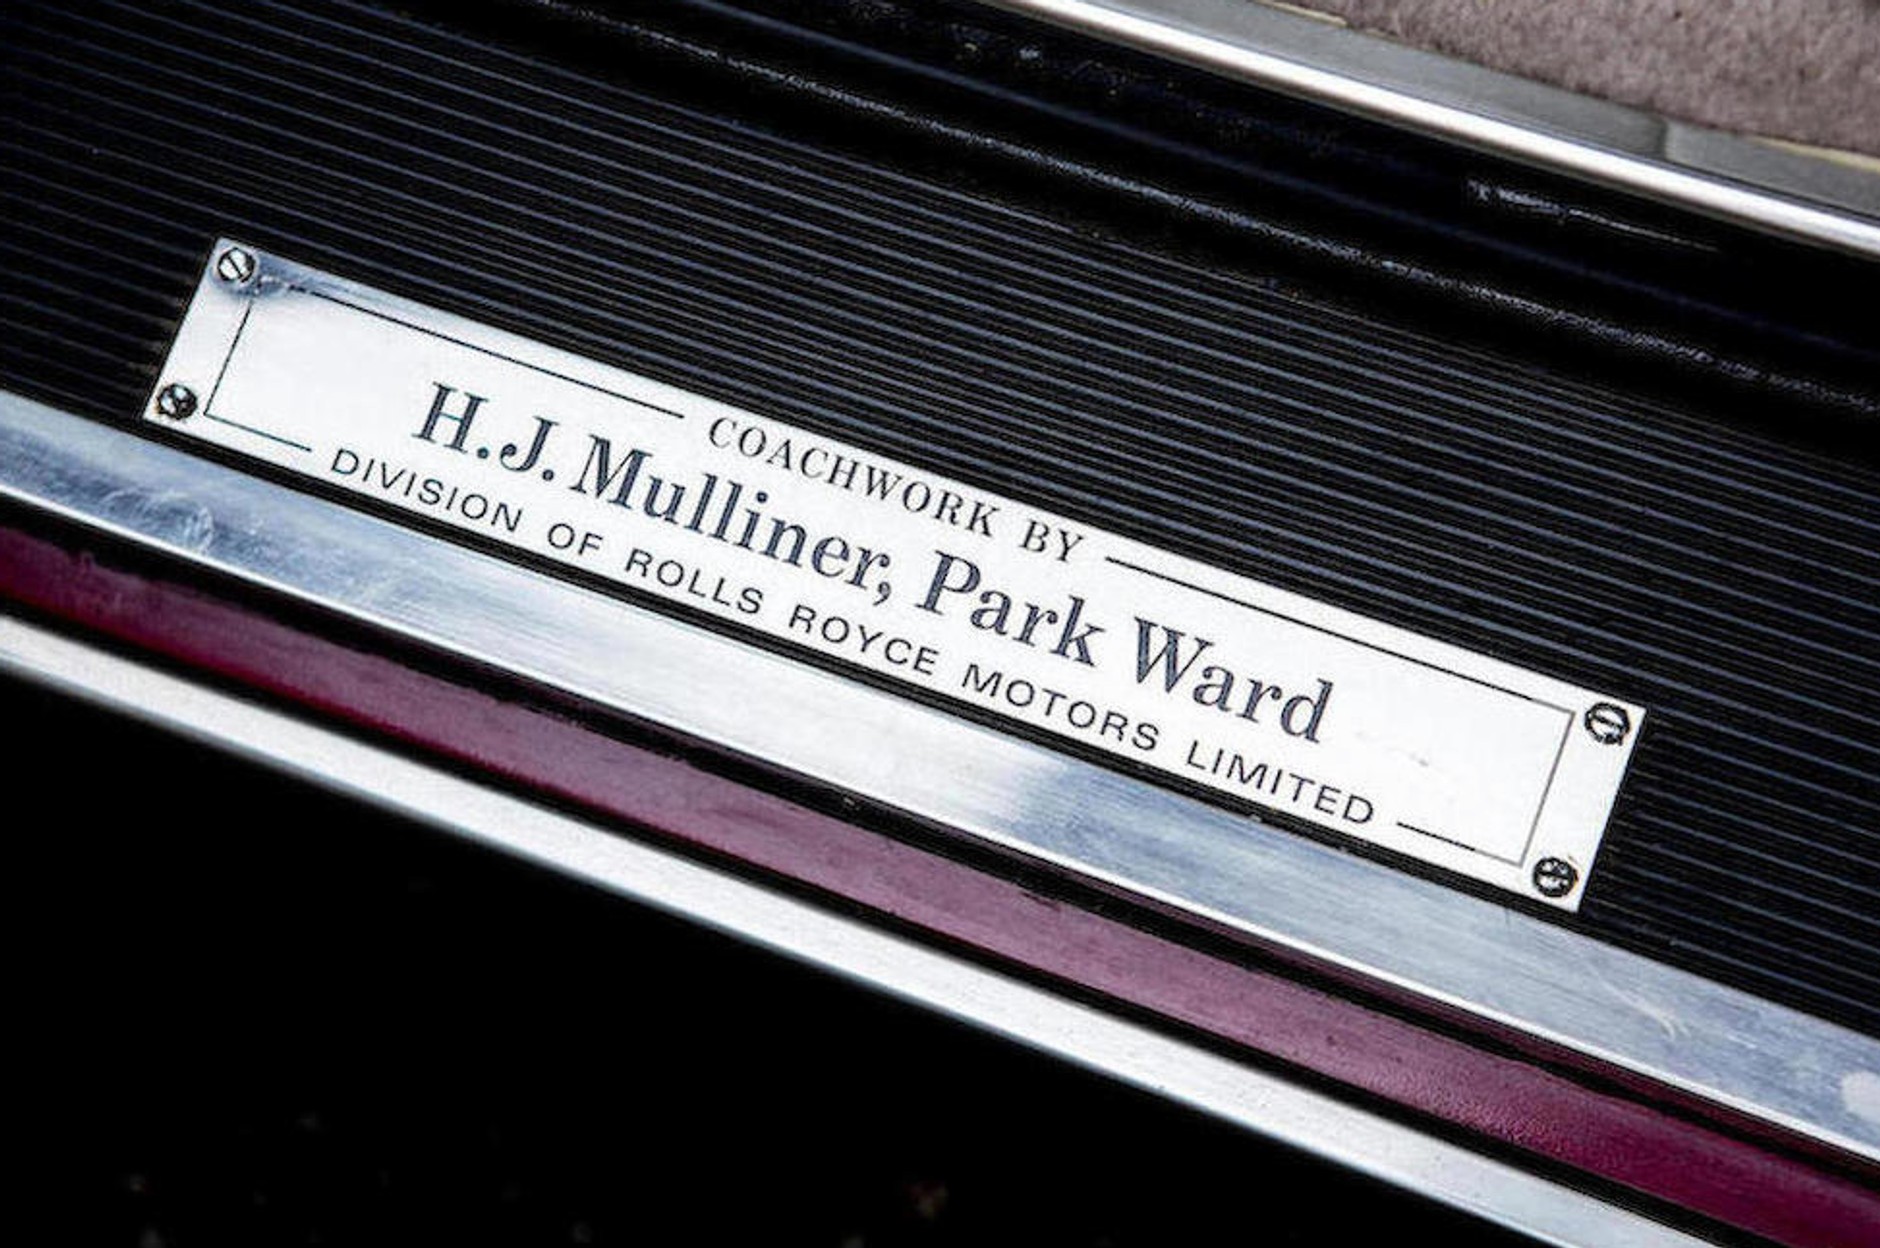 COACHWORK BY
H.J. Mulliner, Park Ward
DIVISION OF ROLLS ROYCE MOTORS LIMITED